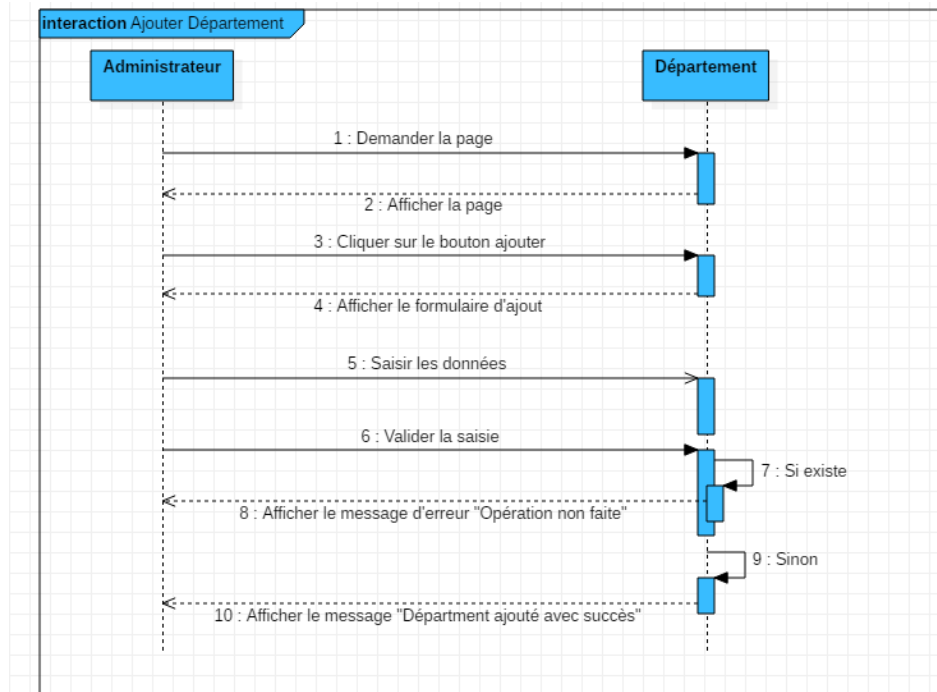 interaction Ajouter Département
Administrateur
Département
1 : Demander la page
2 : Afficher la page
3 : Cliquer sur le bouton ajouter
4 : Afficher le formulaire d'ajout
5 : Saisir les données
6 : Valider la saisie
7 : Si existe
8 : Afficher le message d'erreur "Opération non faite"
9 : Sinon
10 : Afficher le message "Départment ajouté avec succès"